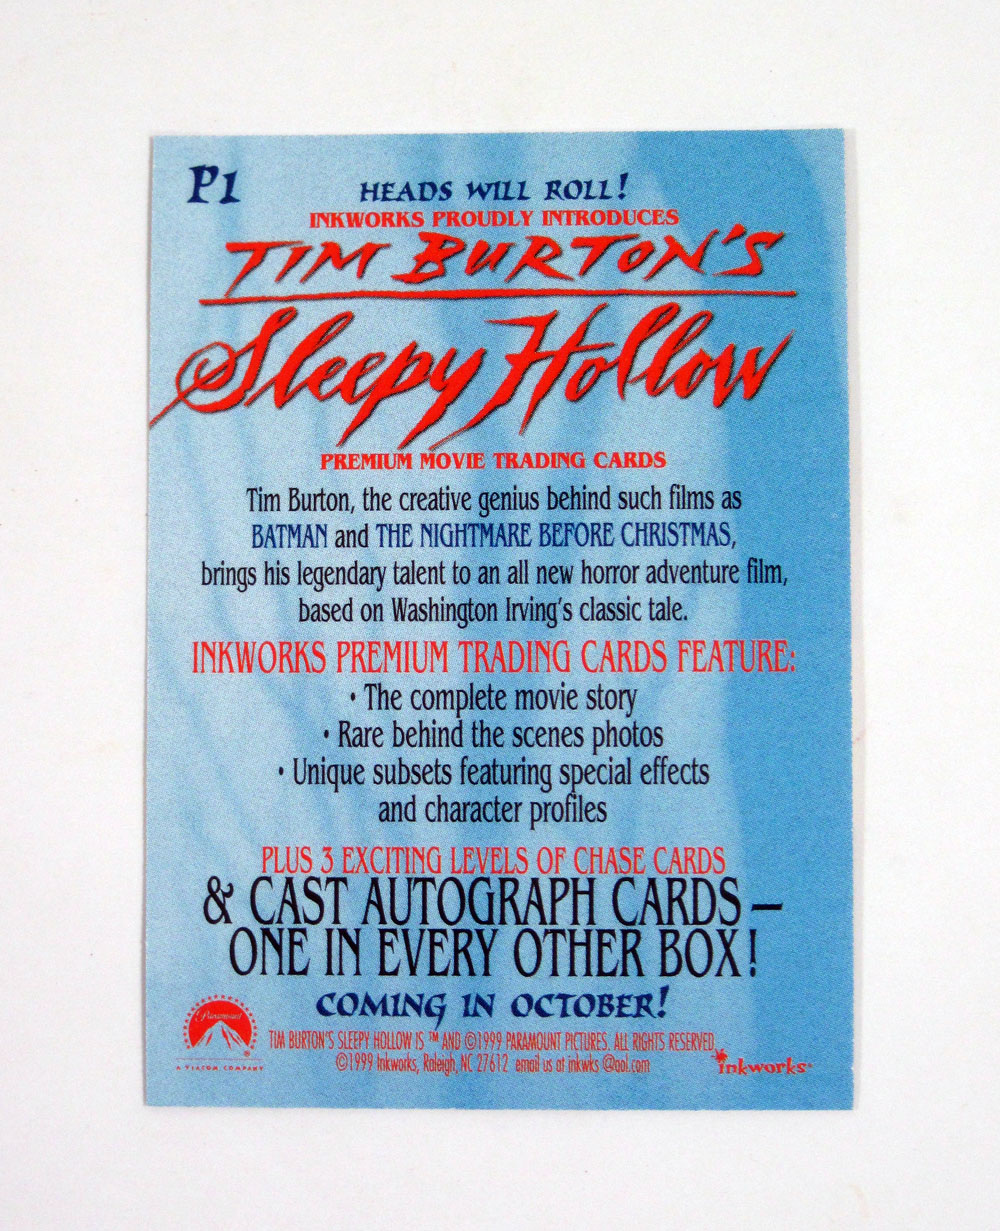 P1
HEADS WILL ROLL!
INKWORKS PROUDLY INTRODUCES
TIM BURTON'S
Sleepy Hollow
PREMIUM MOVIE TRADING CARDS
Tim Burton, the creative genius behind such films as
BATMAN and THE NIGHTMARE BEFORE CHRISTMAS,
brings his legendary talent to an all new horror adventure film,
based on Washington Irving's classic tale.
INKWORKS PREMIUM TRADING CARDS FEATURE:
• The complete movie story
• Rare behind the scenes photos
• Unique subsets featuring special effects
and character profiles
PLUS 3 EXCITING LEVELS OF CHASE CARDS
& CAST AUTOGRAPH CARDS –
ONE IN EVERY OTHER BOX!
COMING IN OCTOBER!
Paramount
®
A VIACOM COMPANY
TIM BURTON'S SLEEPY HOLLOW IS ™ AND ©1999 PARAMOUNT PICTURES. ALL RIGHTS RESERVED.
©1999 Inkworks, Raleigh, NC 27612 email us at inkwks @aol.com
inkworks